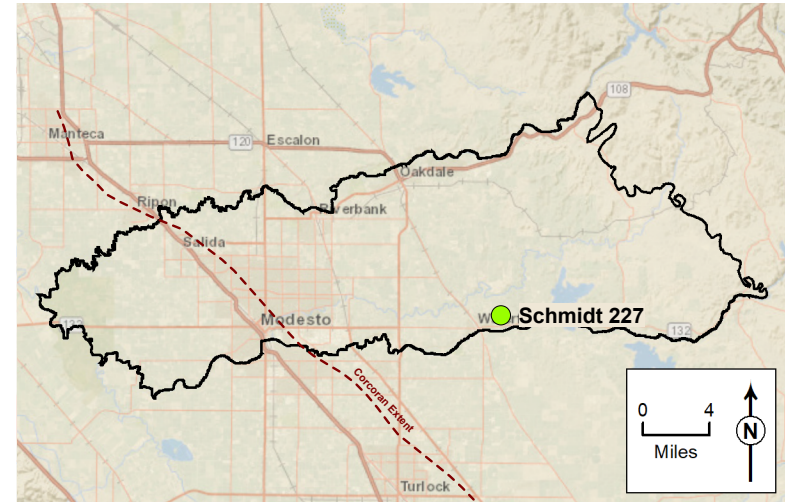 108
Manteca
120
Escalon
Oakdale
Ripon
Riverbank
Salida
Schmidt 227
132
Modesto
132
Corcoran Extent
0 4
Miles
N
Turlock